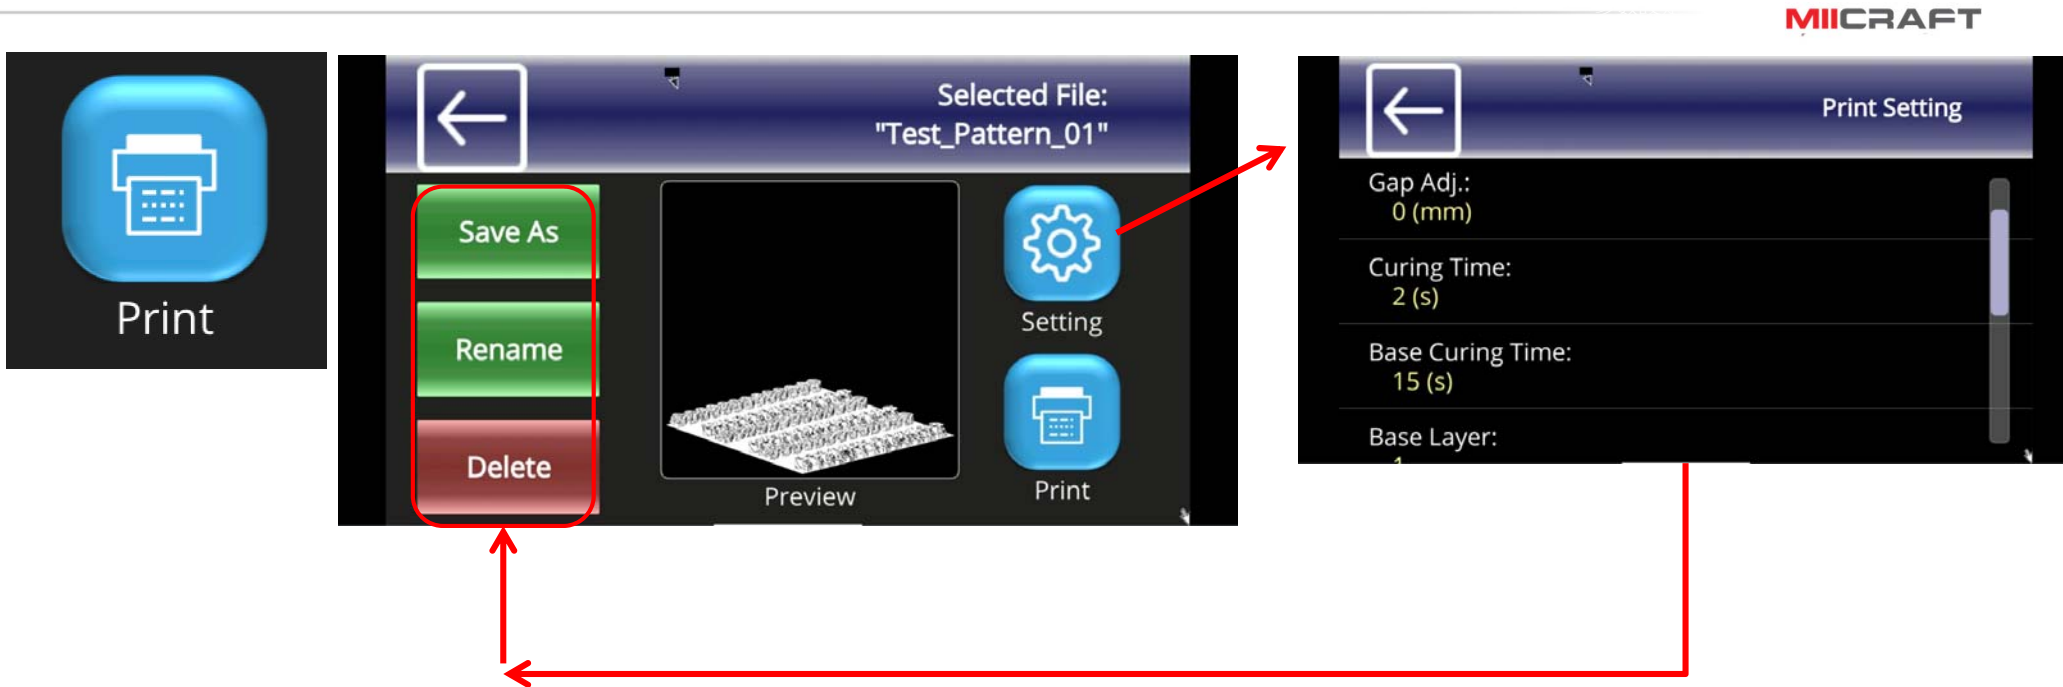 MIICRAFT
Print
Selected File:
"Test_Pattern_01"
Save As
Rename
Delete
Preview
Setting
Print
Print Setting
Gap Adj.:
0 (mm)
Curing Time:
2 (s)
Base Curing Time:
15 (s)
Base Layer: